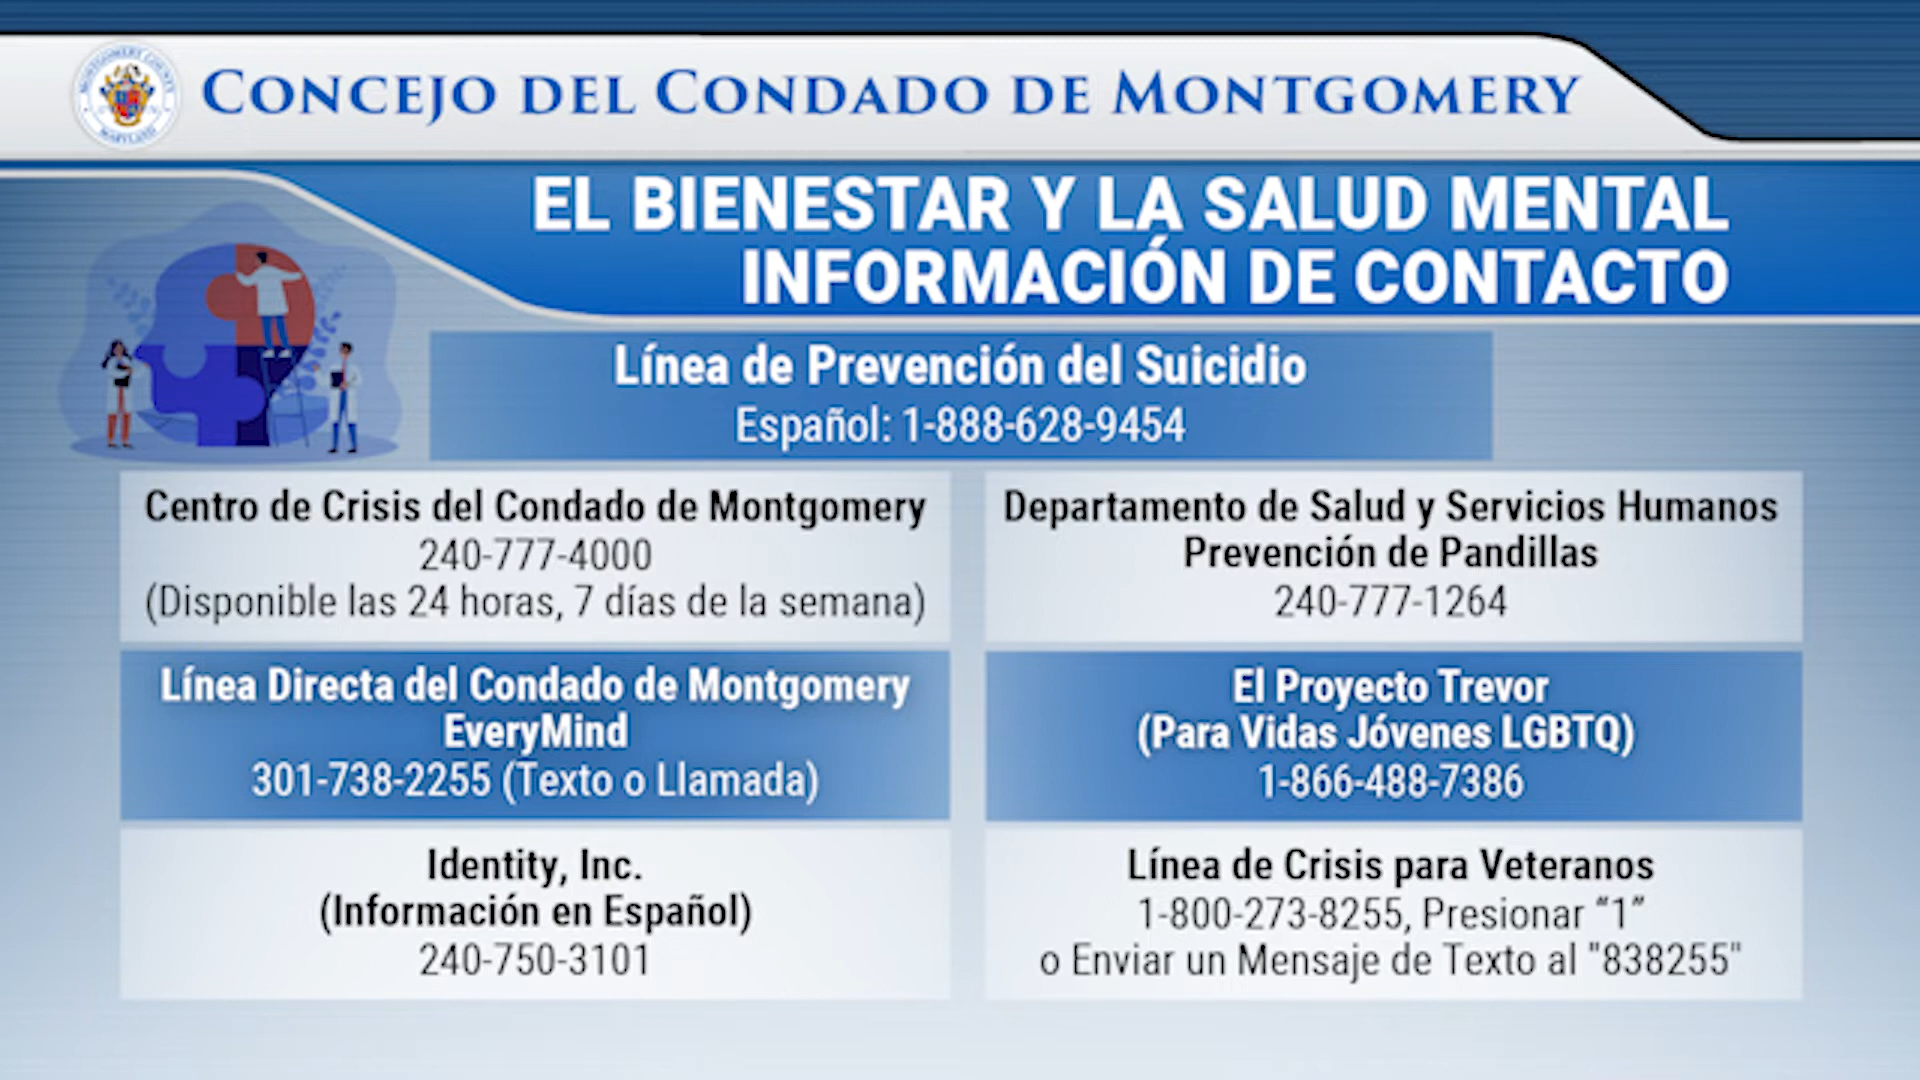 MONTGOMERY COUNTY
MARYLAND
CONCEJO DEL CONDADO DE MONTGOMERY
EL BIENESTAR Y LA SALUD MENTAL
INFORMACIÓN DE CONTACTO
Línea de Prevención del Suicidio
Español: 1-888-628-9454
Centro de Crisis del Condado de Montgomery
240-777-4000
(Disponible las 24 horas, 7 días de la semana)
Departamento de Salud y Servicios Humanos
Prevención de Pandillas
240-777-1264
Línea Directa del Condado de Montgomery
EveryMind
301-738-2255 (Texto o Llamada)
El Proyecto Trevor
(Para Vidas Jóvenes LGBTQ)
1-866-488-7386
Identity, Inc.
(Información en Español)
240-750-3101
Línea de Crisis para Veteranos
1-800-273-8255, Presionar “1”
o Enviar un Mensaje de Texto al "838255"